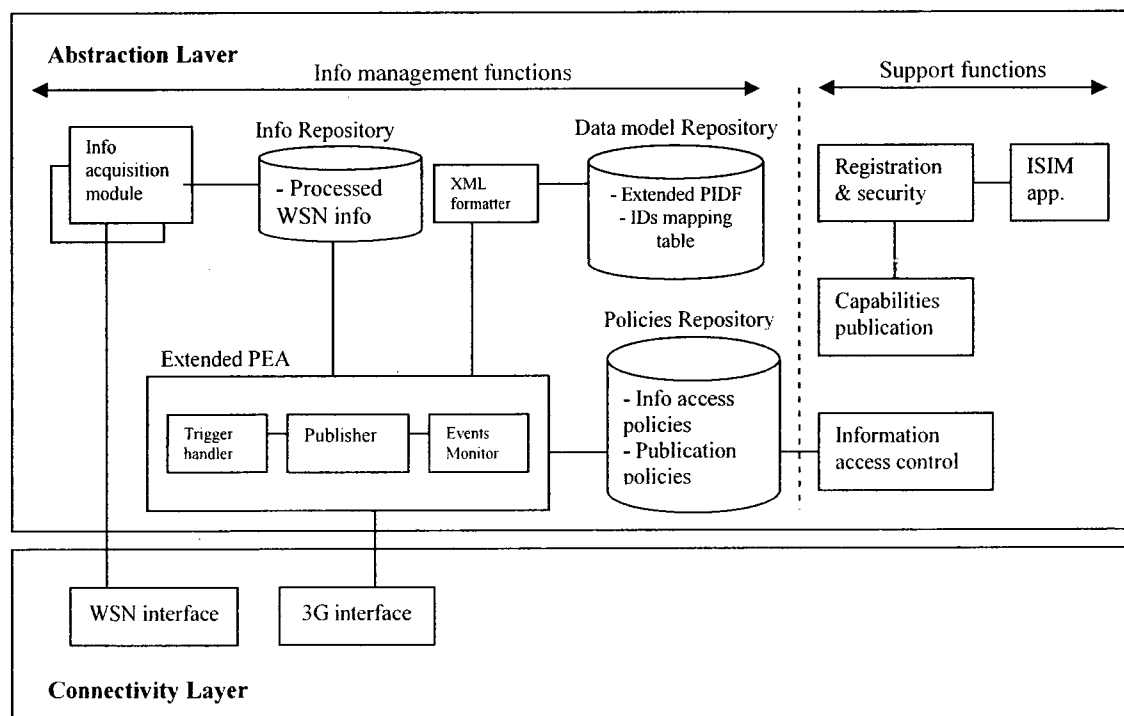 Abstraction Laver
Info management functions
Support functions
Info
acquisition
module
Info Repository
- Processed
WSN info
XML
formatter
Data model Repository
- Extended PIDF
- IDs mapping
table
Registration
& security
ISIM
app.
Capabilities
publication
Policies Repository
- Info access
policies
- Publication
policies
Extended PEA
Trigger
handler
Publisher
Events
Monitor
Information
access control
WSN interface
3G interface
Connectivity Layer